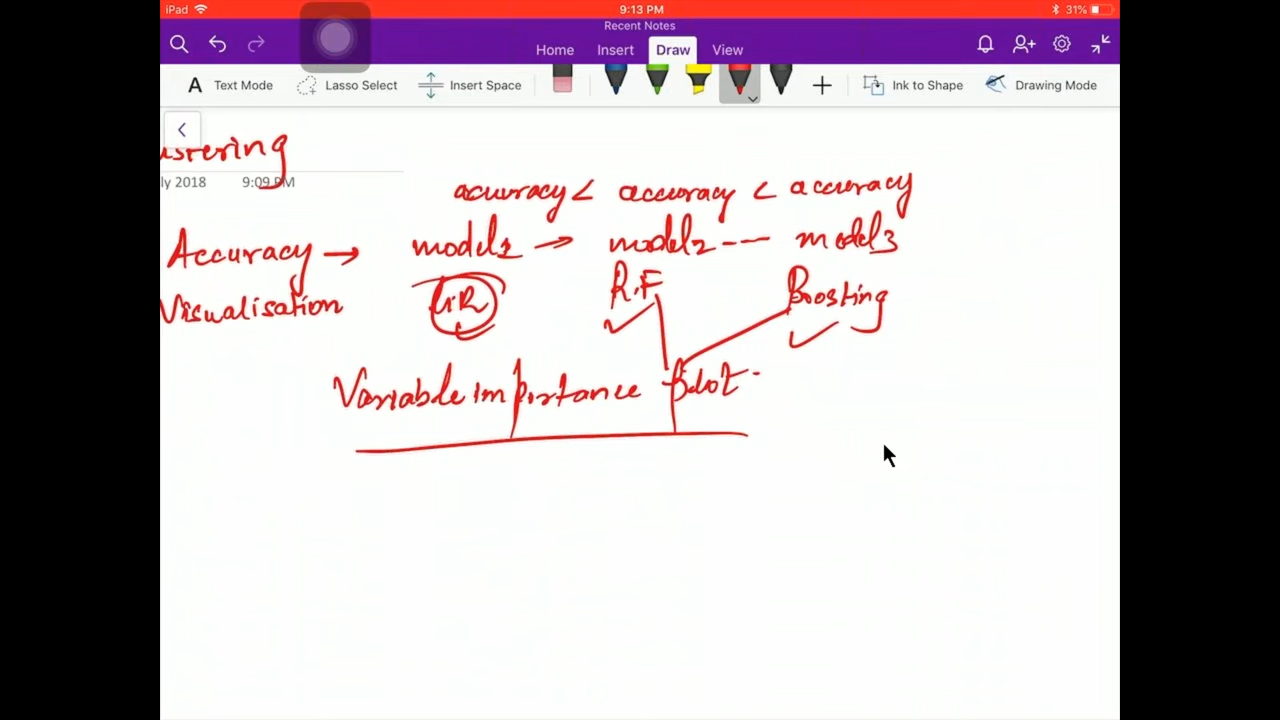 iPad 9:13 PM 31%
Recent Notes
Home Insert Draw View
A Text Mode Lasso Select Insert Space Ink to Shape Drawing Mode
ustering
ly 2018 9:09 PM
accuracy < accuracy < accuracy
Accuracy → model1 → model2 --- model3
Visualisation R.F Boosting
Variable importance plot